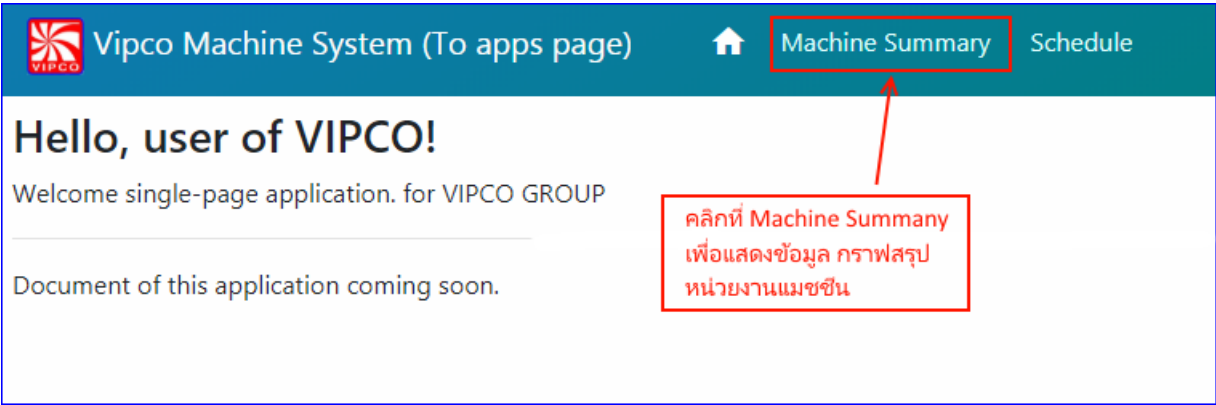 VIPCO
Vipco Machine System (To apps page)
Machine Summary
Schedule
Hello, user of VIPCO!
Welcome single-page application. for VIPCO GROUP
คลิกที่ Machine Summany
เพื่อแสดงข้อมูล กราฟสรุป
หน่วยงานแมชชีน
Document of this application coming soon.